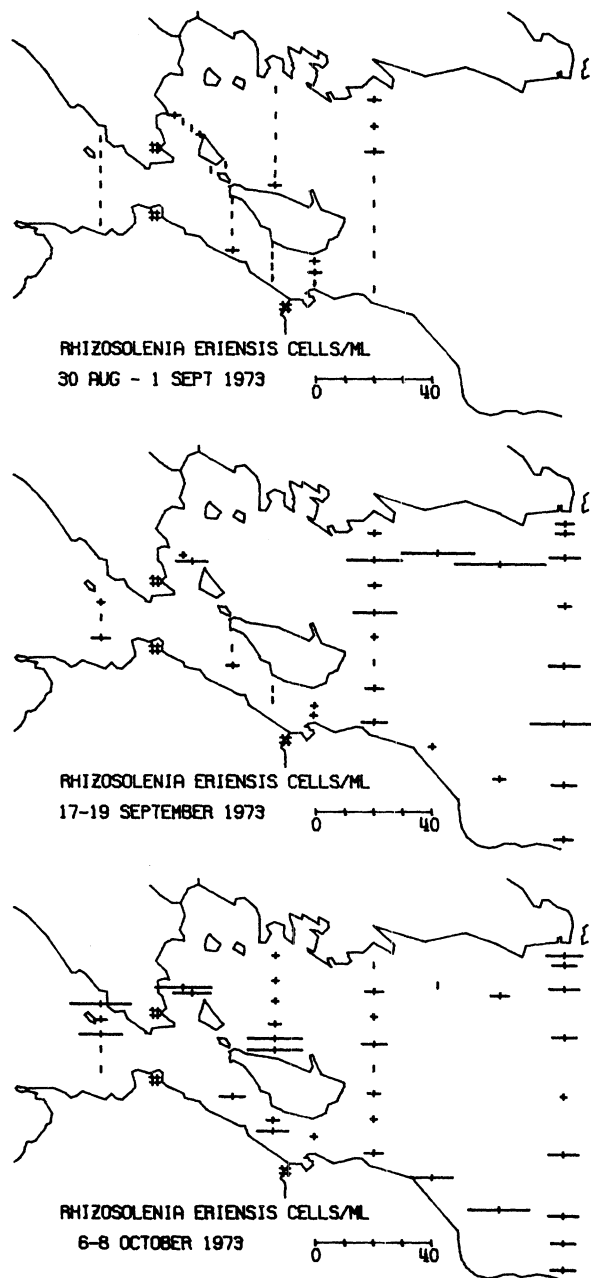 RHIZOSOLENIA ERIENSIS CELLS/ML
30 AUG - 1 SEPT 1973
0 40
RHIZOSOLENIA ERIENSIS CELLS/ML
17-19 SEPTEMBER 1973
0 40
RHIZOSOLENIA ERIENSIS CELLS/ML
6-8 OCTOBER 1973
0 40